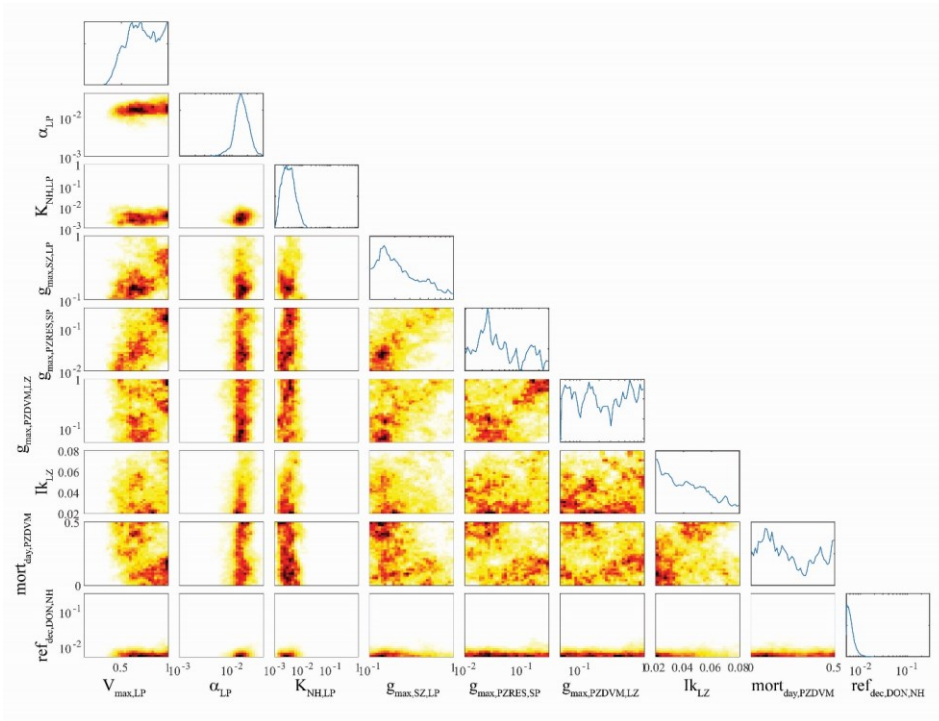 α_LP
10^-2
10^-3
K_NH,LP
1
10^-1
10^-2
10^-3
g_max,SZ,LP
1
10^-1
g_max,PZRES,SP
10^-1
10^-2
g_max,PZDVM,LZ
1
10^-1
Ik_LZ
0.08
0.06
0.04
0.02
mort_day,PZDVM
0.5
0
ref_dec,DON,NH
10^-1
10^-2
0.5 1 10^-3 10^-2 10^-3 10^-2 10^-1 10^-1 1 10^-2 10^-1 10^-1 1 0.02 0.04 0.06 0.08 0 0.5 10^-2 10^-1
V_max,LP α_LP K_NH,LP g_max,SZ,LP g_max,PZRES,SP g_max,PZDVM,LZ Ik_LZ mort_day,PZDVM ref_dec,DON,NH